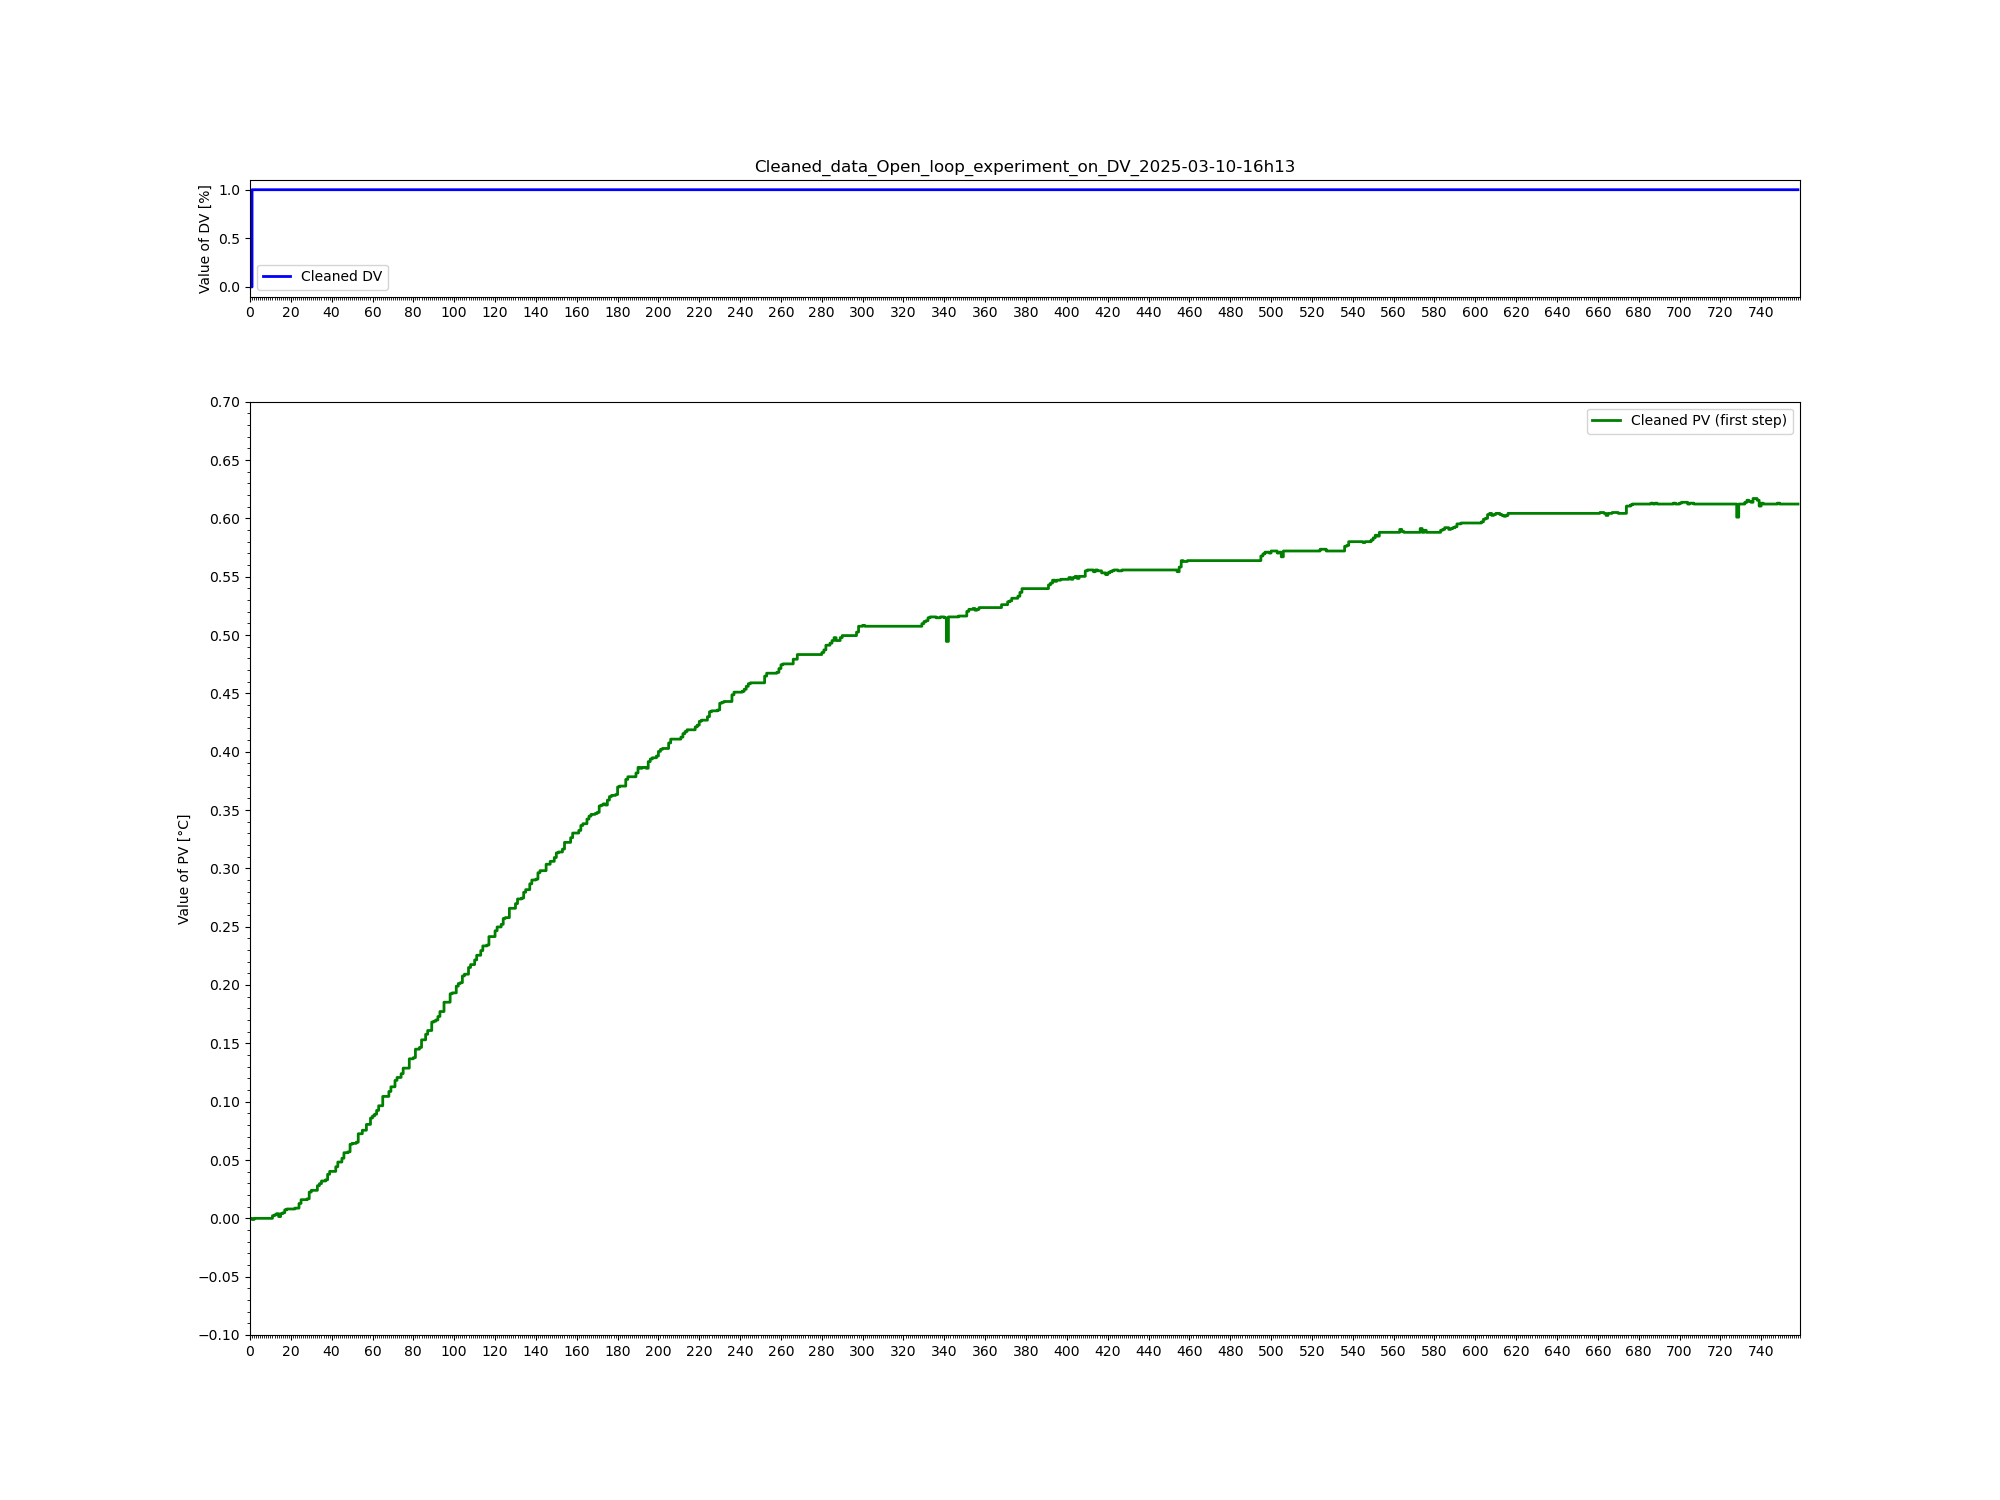 Cleaned_data_Open_loop_experiment_on_DV_2025-03-10-16h13
Value of DV [%]
1.0
0.5
0.0
Cleaned DV
0 20 40 60 80 100 120 140 160 180 200 220 240 260 280 300 320 340 360 380 400 420 440 460 480 500 520 540 560 580 600 620 640 660 680 700 720 740
Value of PV [°C]
0.70
0.65
0.60
0.55
0.50
0.45
0.40
0.35
0.30
0.25
0.20
0.15
0.10
0.05
0.00
−0.05
−0.10
Cleaned PV (first step)
0 20 40 60 80 100 120 140 160 180 200 220 240 260 280 300 320 340 360 380 400 420 440 460 480 500 520 540 560 580 600 620 640 660 680 700 720 740